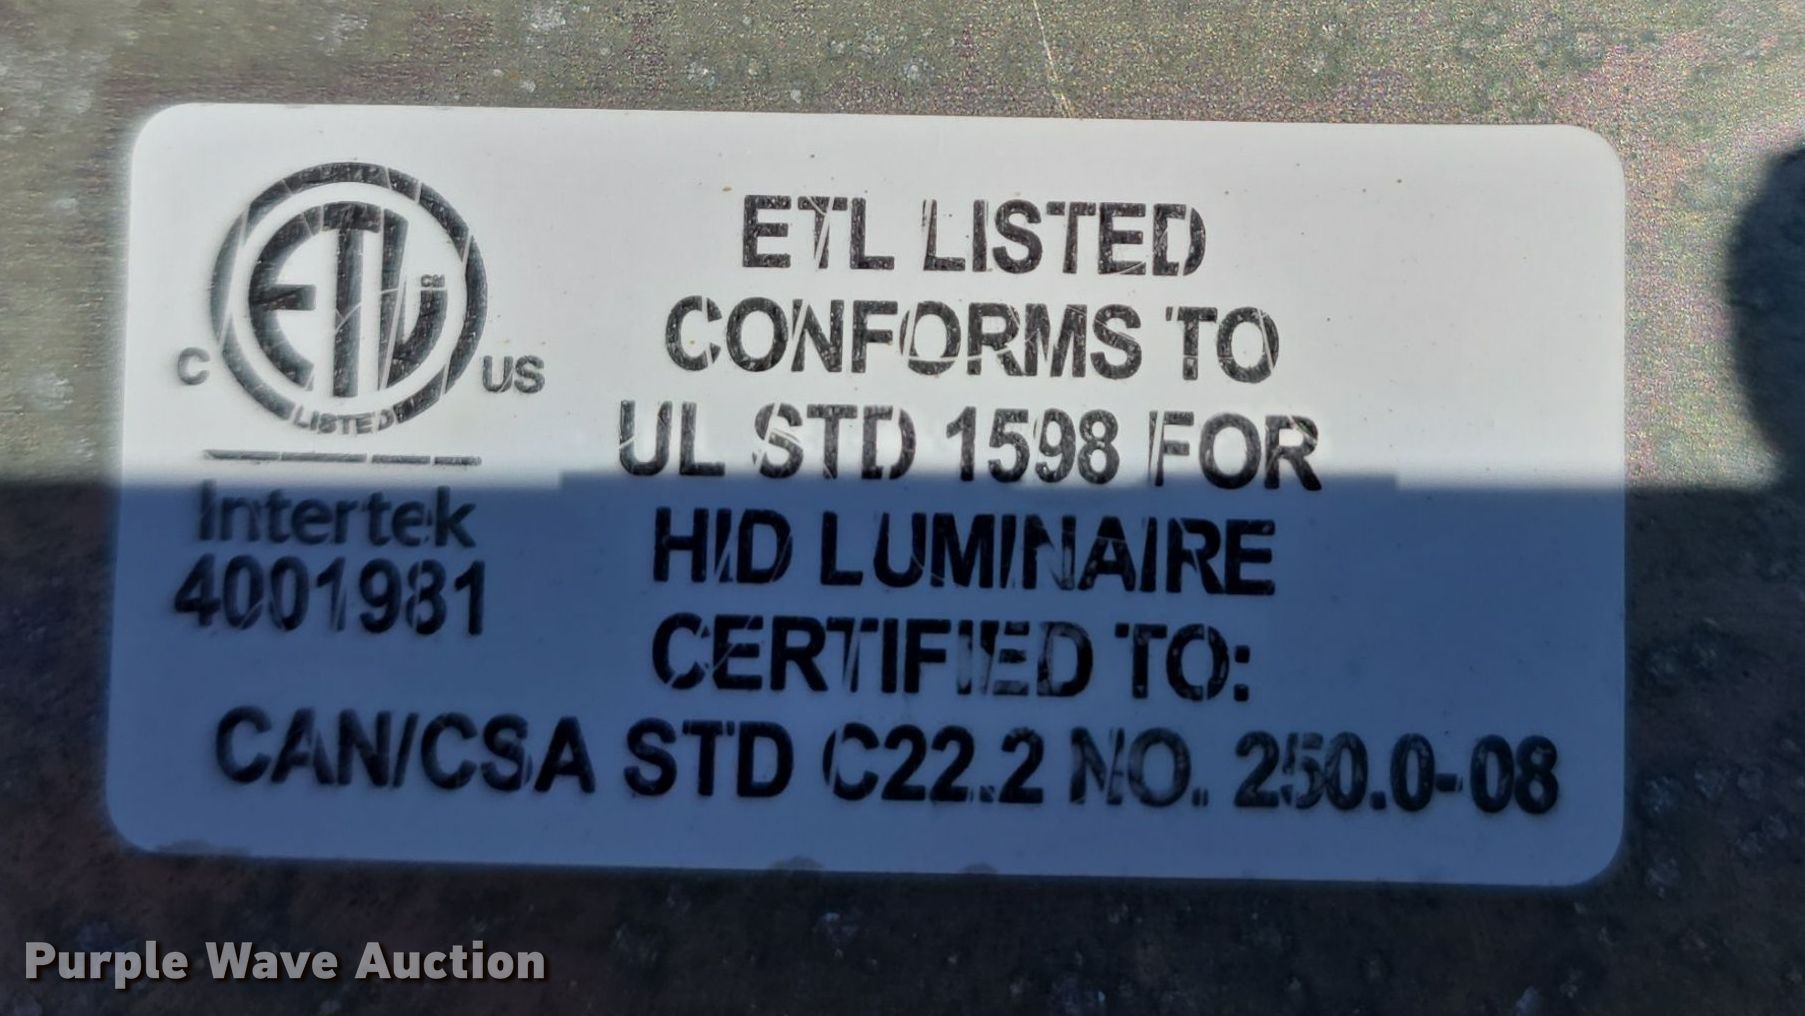 ETL CM
LISTED
C US
Intertek
4001981
ETL LISTED
CONFORMS TO
UL STD 1598 FOR
HID LUMINAIRE
CERTIFIED TO:
CAN/CSA STD C22.2 NO. 250.0-08
Purple Wave Auction